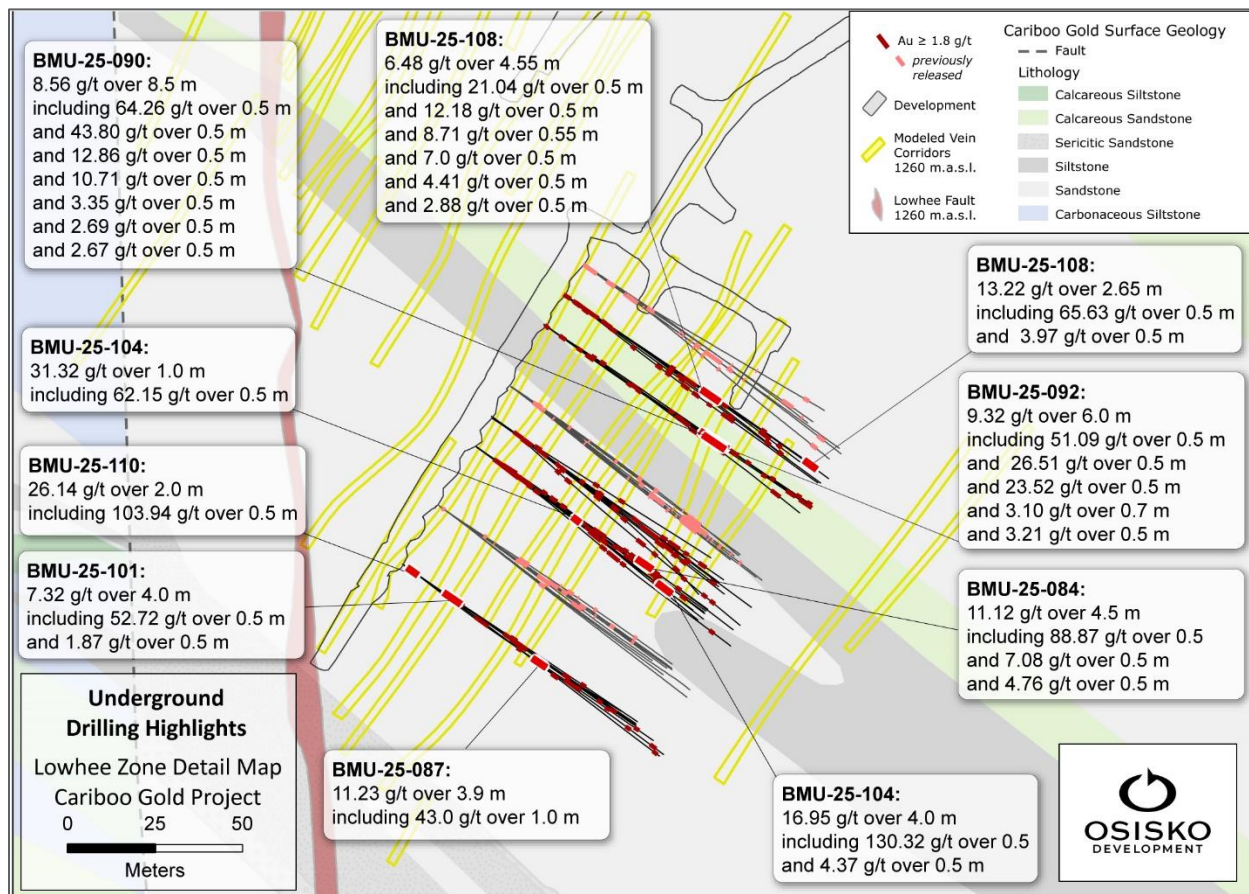 BMU-25-090:
8.56 g/t over 8.5 m
including 64.26 g/t over 0.5 m
and 43.80 g/t over 0.5 m
and 12.86 g/t over 0.5 m
and 10.71 g/t over 0.5 m
and 3.35 g/t over 0.5 m
and 2.69 g/t over 0.5 m
and 2.67 g/t over 0.5 m
BMU-25-108:
6.48 g/t over 4.55 m
including 21.04 g/t over 0.5 m
and 12.18 g/t over 0.5 m
and 8.71 g/t over 0.55 m
and 7.0 g/t over 0.5 m
and 4.41 g/t over 0.5 m
and 2.88 g/t over 0.5 m
Au ≥ 1.8 g/t
previously
released
Development
Modeled Vein
Corridors
1260 m.a.s.l.
Lowhee Fault
1260 m.a.s.l.
Cariboo Gold Surface Geology
Fault
Lithology
Calcareous Siltstone
Calcareous Sandstone
Sericitic Sandstone
Siltstone
Sandstone
Carbonaceous Siltstone
BMU-25-108:
13.22 g/t over 2.65 m
including 65.63 g/t over 0.5 m
and 3.97 g/t over 0.5 m
BMU-25-104:
31.32 g/t over 1.0 m
including 62.15 g/t over 0.5 m
BMU-25-092:
9.32 g/t over 6.0 m
including 51.09 g/t over 0.5 m
and 26.51 g/t over 0.5 m
and 23.52 g/t over 0.5 m
and 3.10 g/t over 0.7 m
and 3.21 g/t over 0.5 m
BMU-25-110:
26.14 g/t over 2.0 m
including 103.94 g/t over 0.5 m
BMU-25-101:
7.32 g/t over 4.0 m
including 52.72 g/t over 0.5 m
and 1.87 g/t over 0.5 m
BMU-25-084:
11.12 g/t over 4.5 m
including 88.87 g/t over 0.5
and 7.08 g/t over 0.5 m
and 4.76 g/t over 0.5 m
Underground
Drilling Highlights
Lowhee Zone Detail Map
Cariboo Gold Project
0 25 50
Meters
BMU-25-087:
11.23 g/t over 3.9 m
including 43.0 g/t over 1.0 m
BMU-25-104:
16.95 g/t over 4.0 m
including 130.32 g/t over 0.5
and 4.37 g/t over 0.5 m
OSISKO
DEVELOPMENT